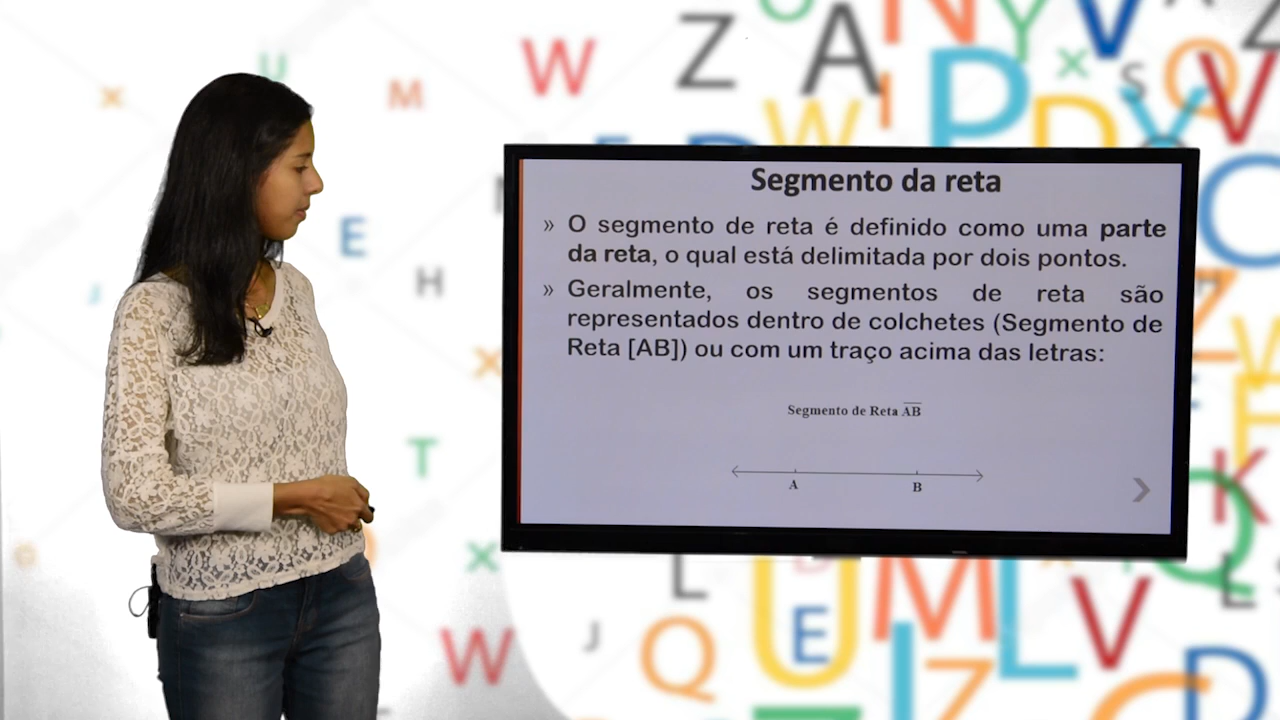 Segmento da reta
» O segmento de reta é definido como uma parte
da reta, o qual está delimitada por dois pontos.
» Geralmente, os segmentos de reta são
representados dentro de colchetes (Segmento de
Reta [AB]) ou com um traço acima das letras:
Segmento de Reta A̅B̅
A B